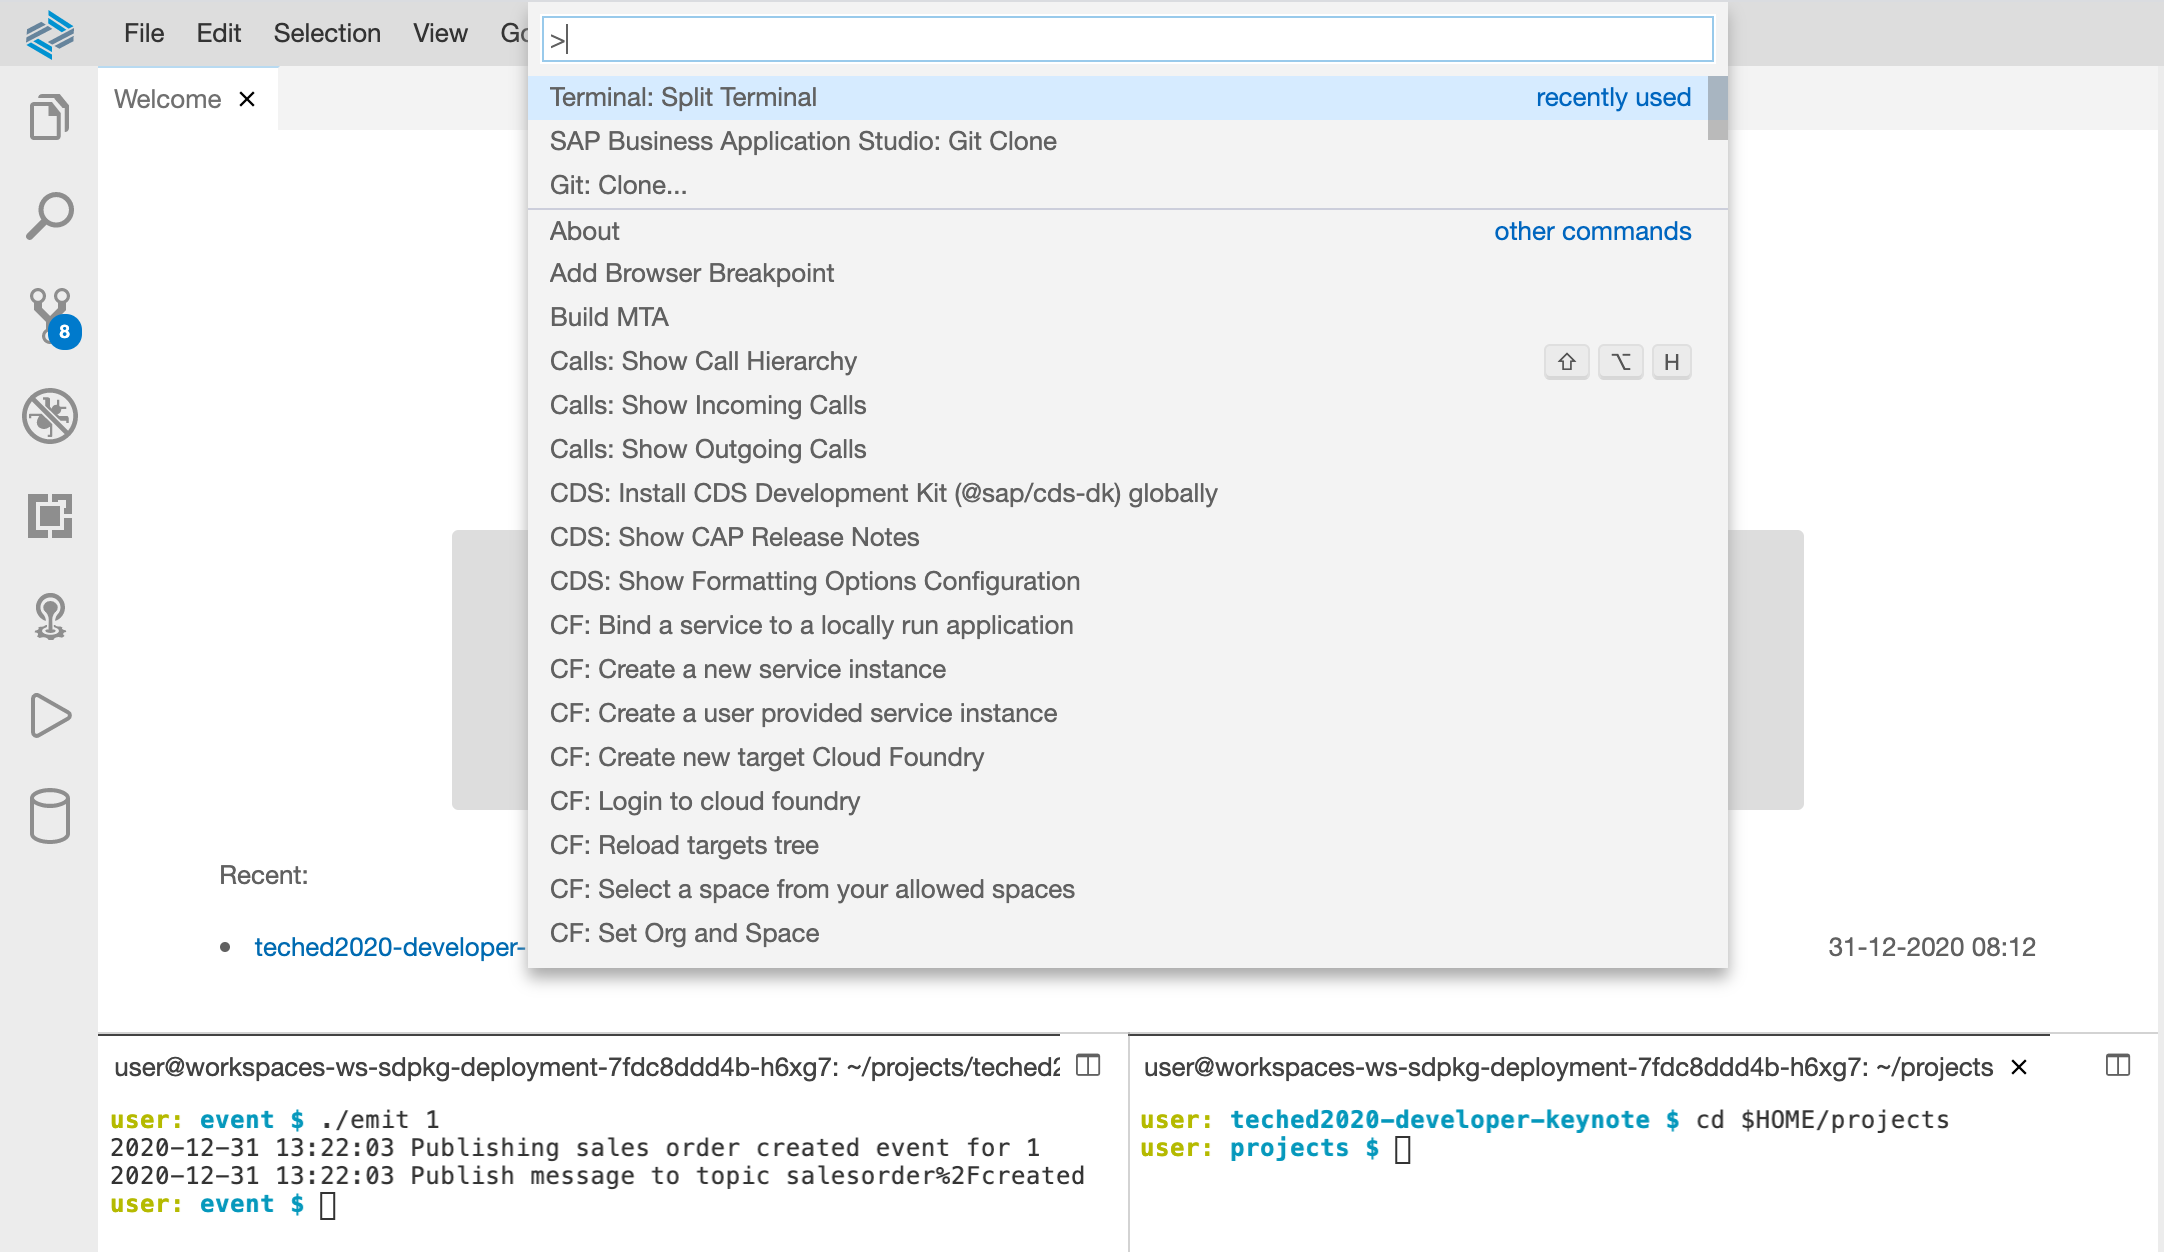 File Edit Selection View Go
>
Welcome ×
Terminal: Split Terminal recently used
SAP Business Application Studio: Git Clone
Git: Clone...
About other commands
Add Browser Breakpoint
Build MTA
Calls: Show Call Hierarchy ⇧ ⌥ H
Calls: Show Incoming Calls
Calls: Show Outgoing Calls
CDS: Install CDS Development Kit (@sap/cds-dk) globally
CDS: Show CAP Release Notes
CDS: Show Formatting Options Configuration
CF: Bind a service to a locally run application
CF: Create a new service instance
CF: Create a user provided service instance
CF: Create new target Cloud Foundry
CF: Login to cloud foundry
CF: Reload targets tree
CF: Select a space from your allowed spaces
CF: Set Org and Space
8
Recent:
• teched2020-developer- 31-12-2020 08:12
user@workspaces-ws-sdpkg-deployment-7fdc8ddd4b-h6xg7: ~/projects/teched2
user: event $ ./emit 1
2020-12-31 13:22:03 Publishing sales order created event for 1
2020-12-31 13:22:03 Publish message to topic salesorder%2Fcreated
user: event $
user@workspaces-ws-sdpkg-deployment-7fdc8ddd4b-h6xg7: ~/projects ×
user: teched2020-developer-keynote $ cd $HOME/projects
user: projects $